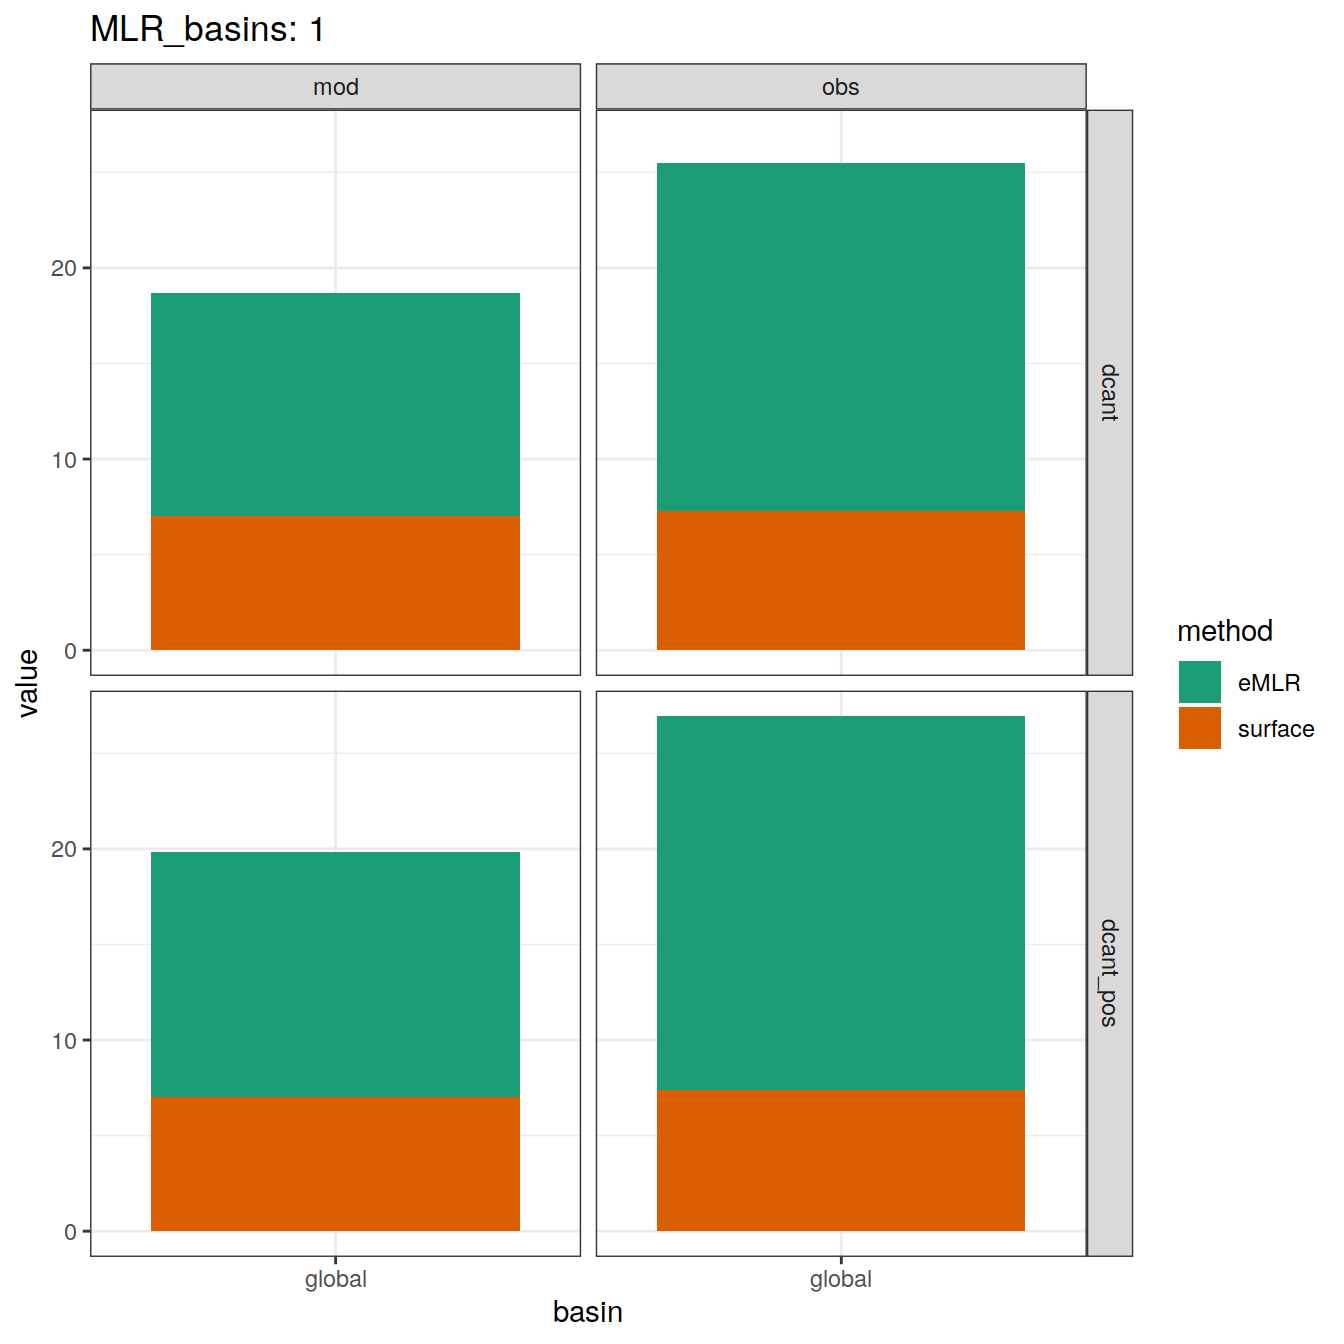 MLR_basins: 1
mod
obs
20
10
0
dcant
20
10
0
dcant_pos
value
global
global
basin
method
eMLR
surface